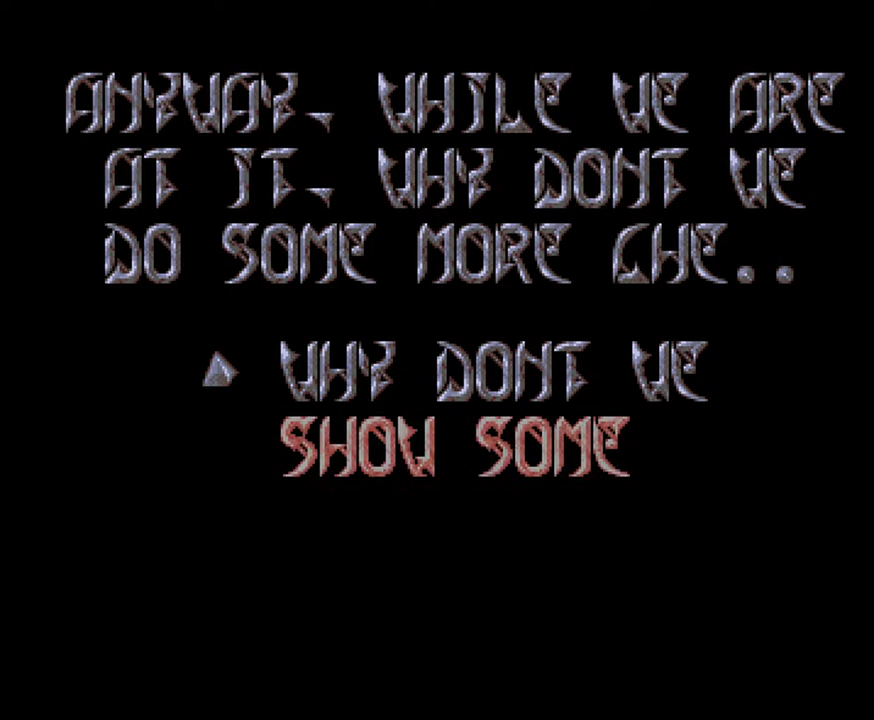 ANYWAY, WHILE WE ARE
AT IT, WHY DONT WE
DO SOME MORE CHE..
WHY DONT WE
SHOW SOME